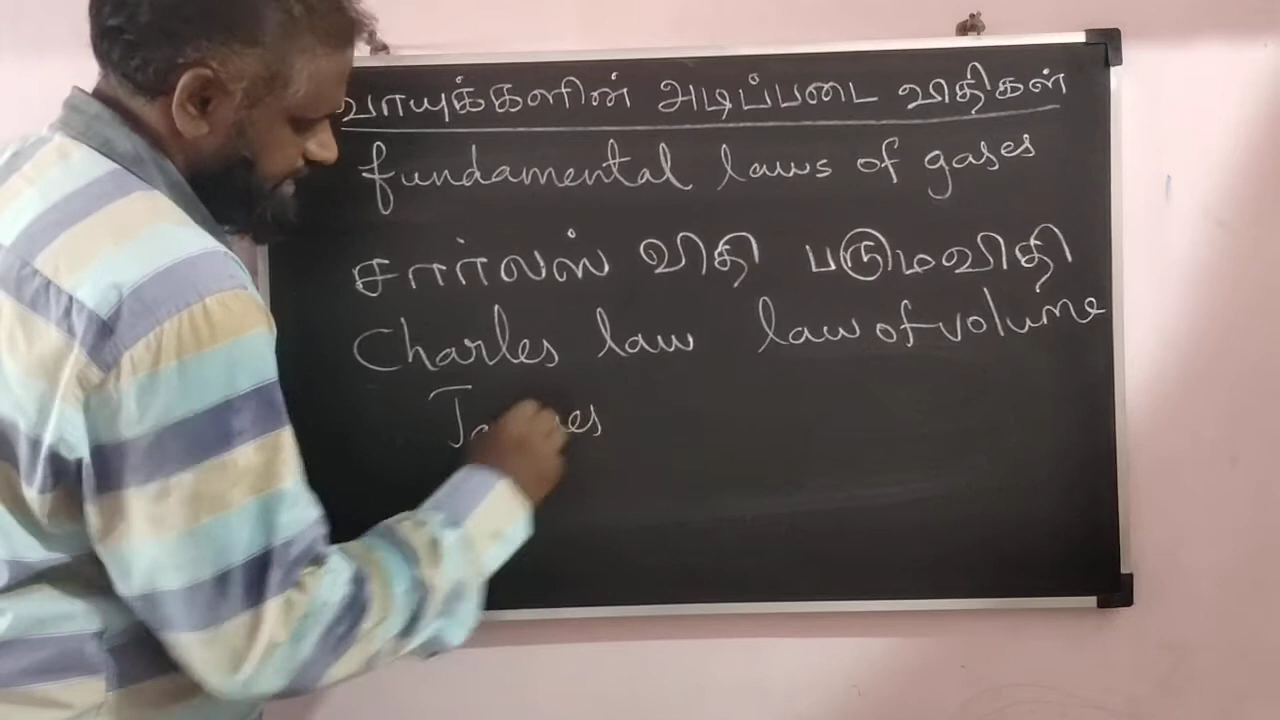 வாயுக்களின் அடிப்படை விதிகள்
fundamental laws of gases
சார்லஸ் விதி பருமவிதி
Charles law law of volume